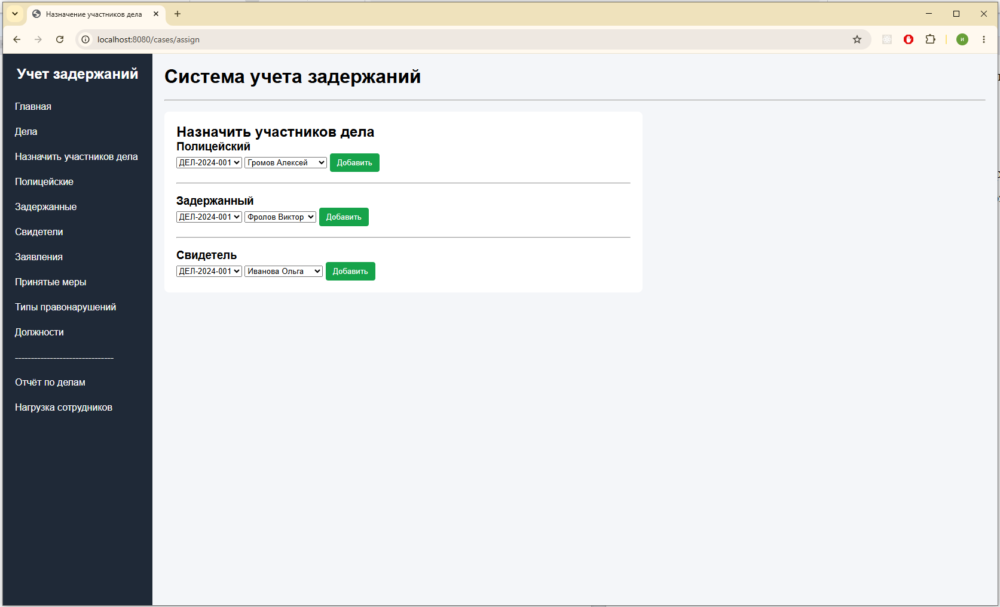 Назначение участников дела
localhost:8080/cases/assign
И
Учет задержаний
Главная
Дела
Назначить участников дела
Полицейские
Задержанные
Свидетели
Заявления
Принятые меры
Типы правонарушений
Должности
-------------------------------
Отчёт по делам
Нагрузка сотрудников
Система учета задержаний
Назначить участников дела
Полицейский
ДЕЛ-2024-001 Громов Алексей Добавить
Задержанный
ДЕЛ-2024-001 Фролов Виктор Добавить
Свидетель
ДЕЛ-2024-001 Иванова Ольга Добавить